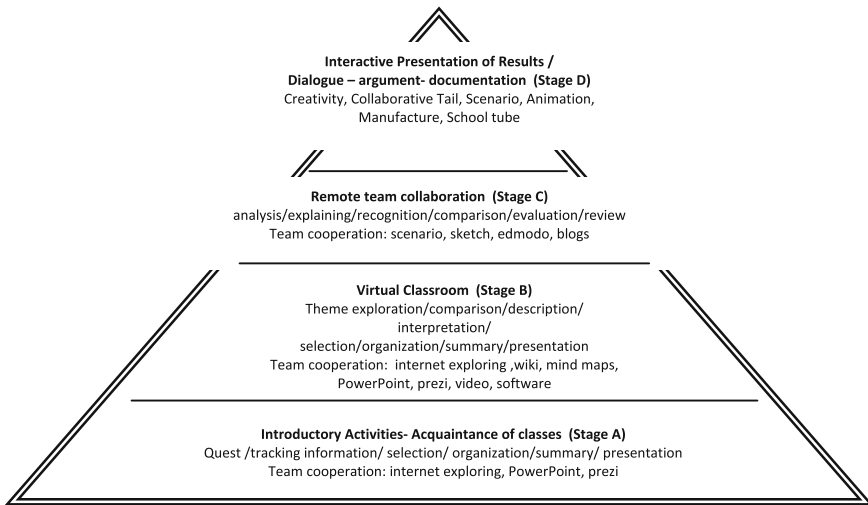 Interactive Presentation of Results /
Dialogue – argument- documentation  (Stage D)
Creativity, Collaborative Tail, Scenario, Animation,
Manufacture, School tube
Remote team collaboration  (Stage C)
analysis/explaining/recognition/comparison/evaluation/review
Team cooperation: scenario, sketch, edmodo, blogs
Virtual Classroom  (Stage B)
Theme exploration/comparison/description/
interpretation/
selection/organization/summary/presentation
Team cooperation:  internet exploring ,wiki, mind maps,
PowerPoint, prezi, video, software
Introductory Activities- Acquaintance of classes  (Stage A)
Quest /tracking information/ selection/ organization/summary/ presentation
Team cooperation: internet exploring, PowerPoint, prezi